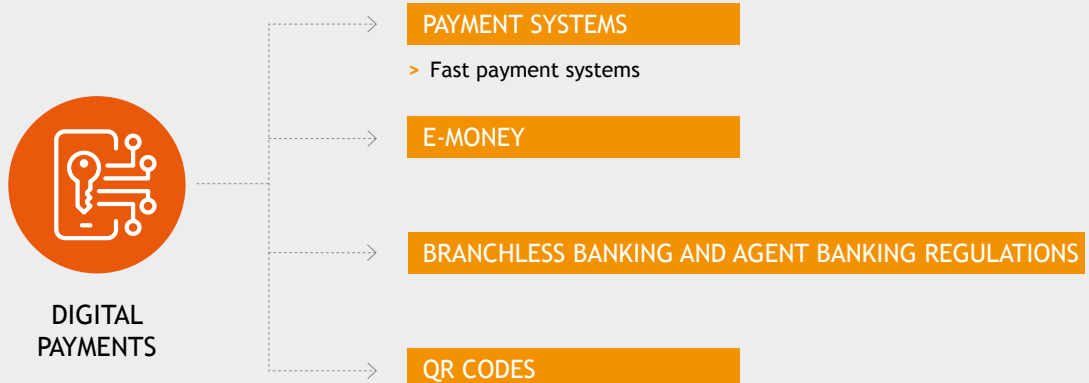 PAYMENT SYSTEMS
> Fast payment systems
E-MONEY
BRANCHLESS BANKING AND AGENT BANKING REGULATIONS
DIGITAL
PAYMENTS
QR CODES